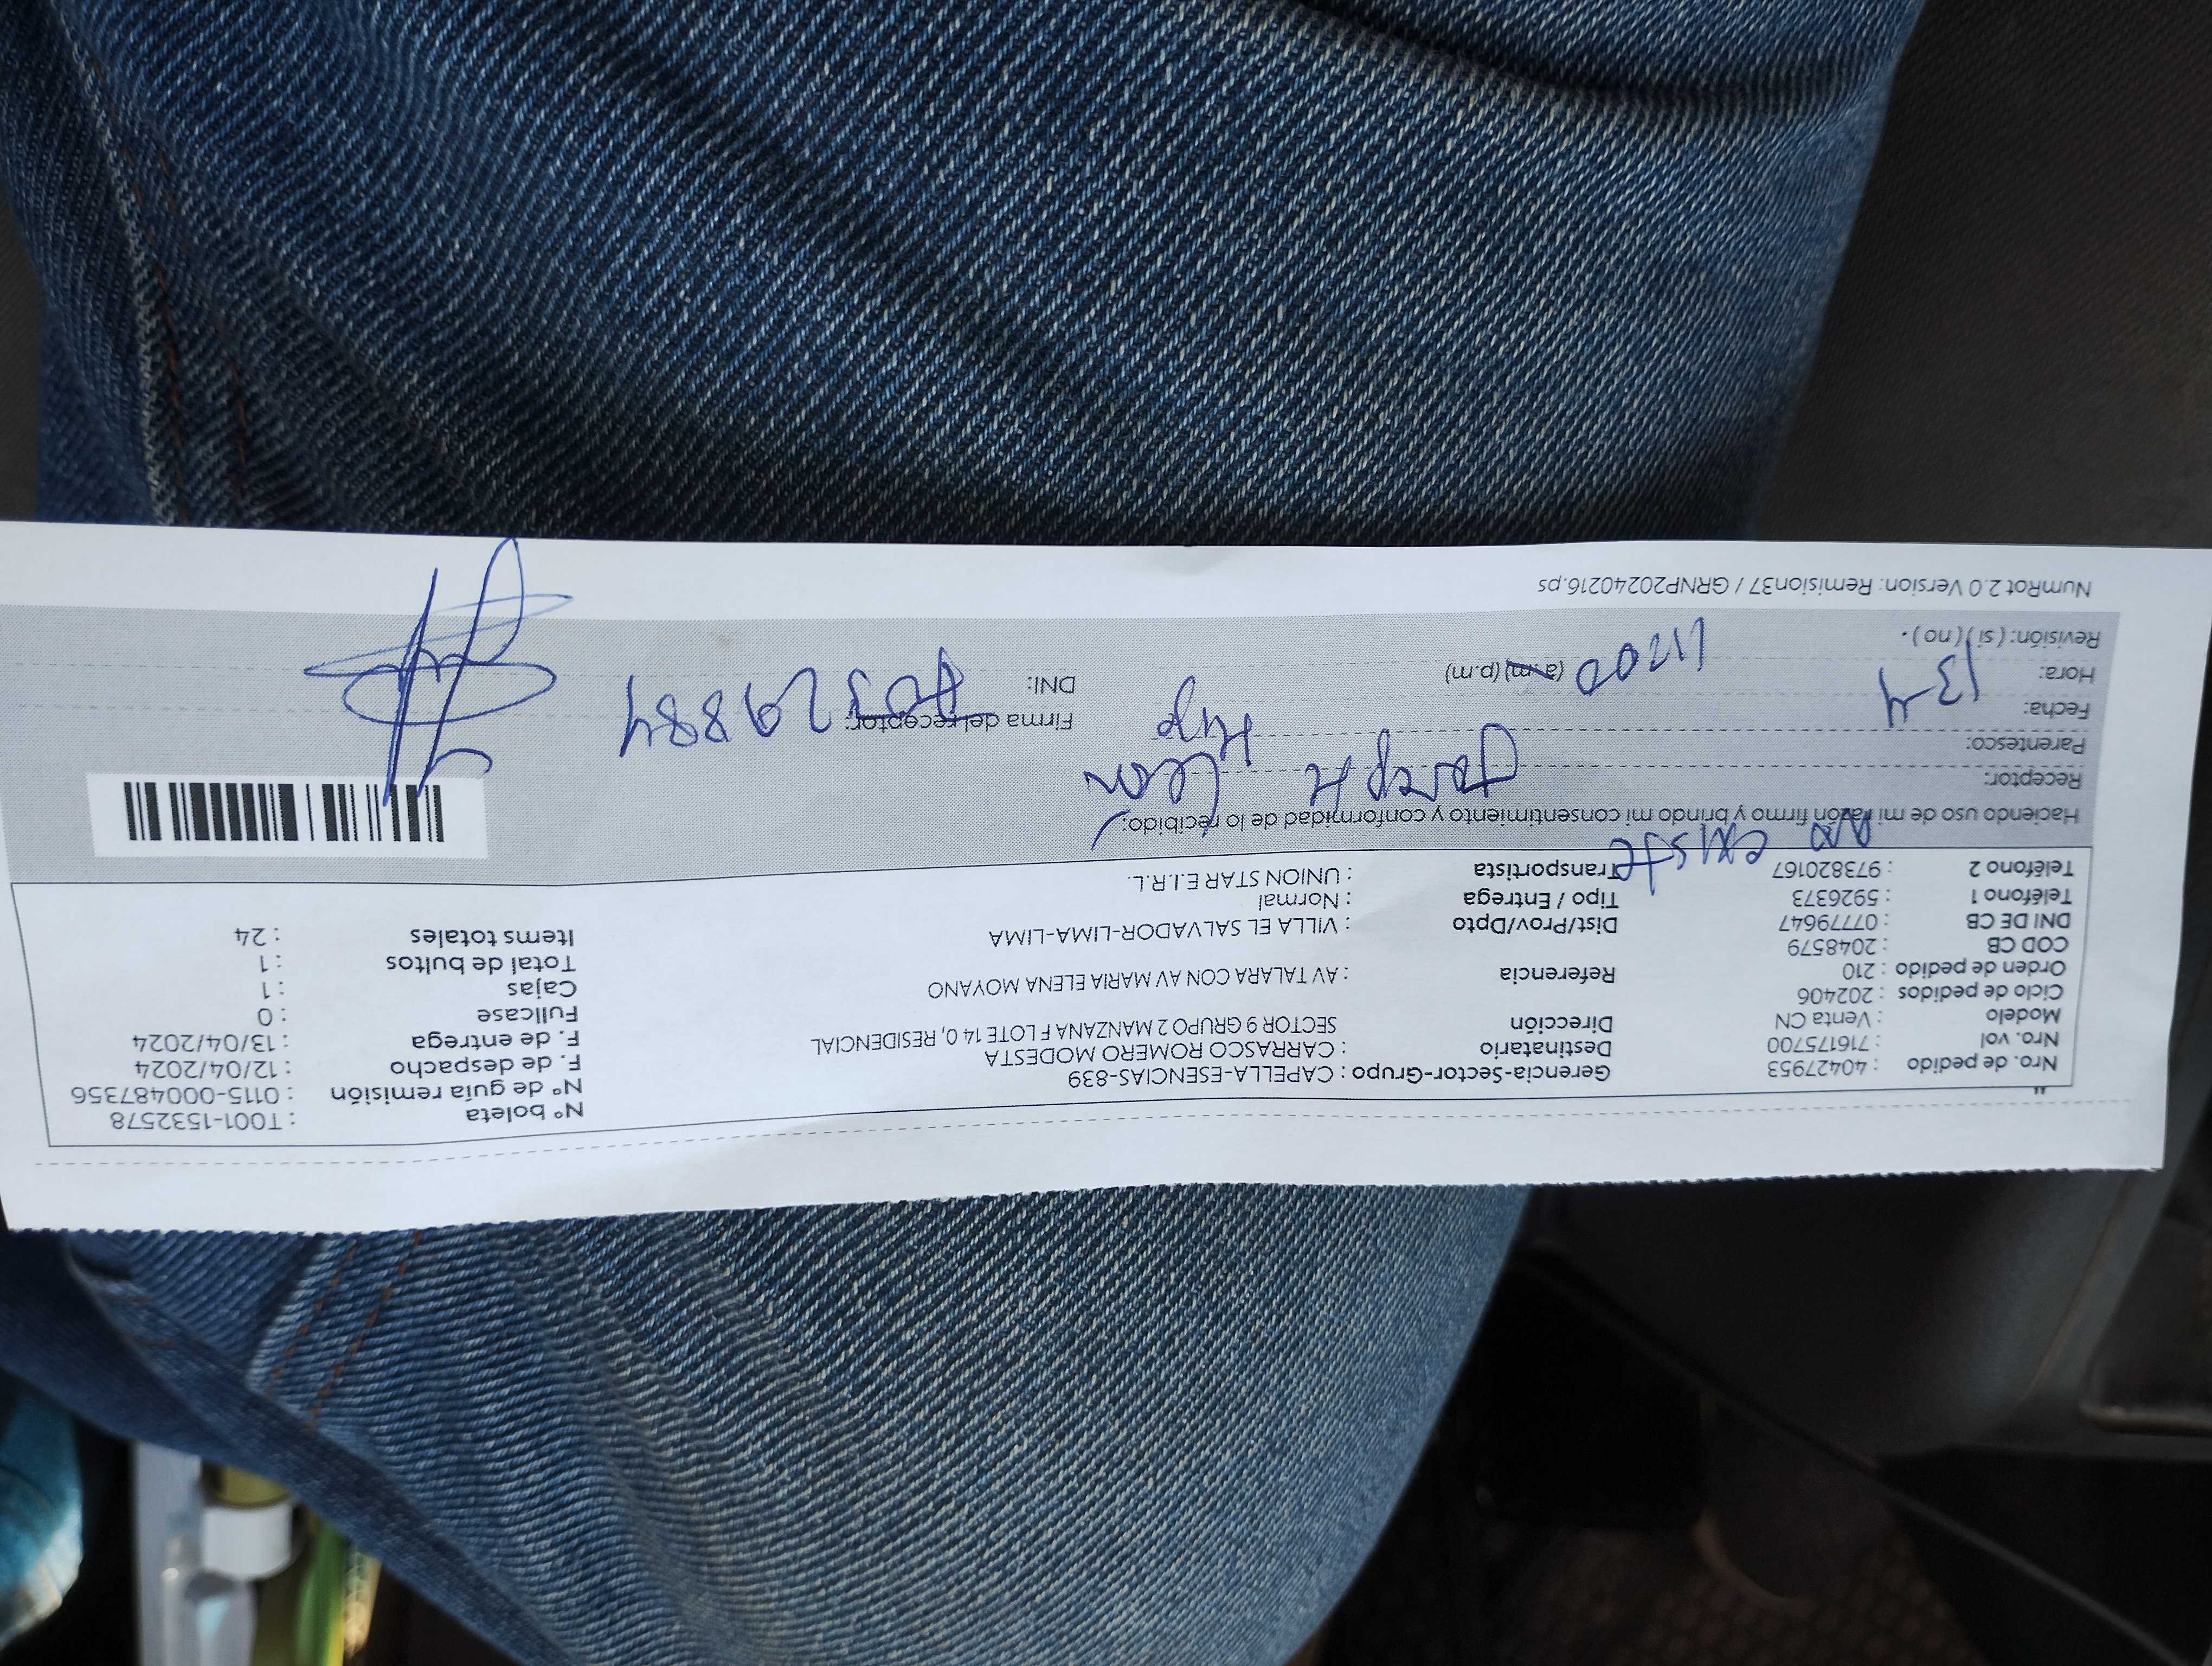 Nro. de pedido : 40427953 Gerencia-Sector-Grupo : CAPELLA-ESENCIAS-839 N° boleta : T001-1532578
Nro. vol : 716175700 Destinatario : CARRASCO ROMERO MODESTA N° de guía remisión : 0115-000487356
Modelo : Venta CN Dirección SECTOR 9 GRUPO 2 MANZANA F LOTE 14 0, RESIDENCIAL F. de despacho : 12/04/2024
Ciclo de pedidos : 202406 F. de entrega : 13/04/2024
Orden de pedido : 210 Referencia : AV TALARA CON AV MARIA ELENA MOYANO Fullcase : 0
COD CB : 2048579 Cajas : 1
DNI DE CB : 07779647 Dist/Prov/Dpto : VILLA EL SALVADOR-LIMA-LIMA Total de bultos : 1
Teléfono 1 : 5926373 Tipo / Entrega : Normal Items totales : 24
Teléfono 2 : 973820167 Transportista : UNION STAR E.I.R.L.
no
Haciendo uso de mi razón firmo y brindo mi consentimiento y conformidad de lo recibido:
Receptor: Joseph León
Parentesco:
Fecha: 13-4 Firma del receptor:
Hora: (a.m) (p.m) DNI:
Revisión: ( si ) ( no ) .
NumRot 2.0 Version: Remision37 / GRNP20240216.ps